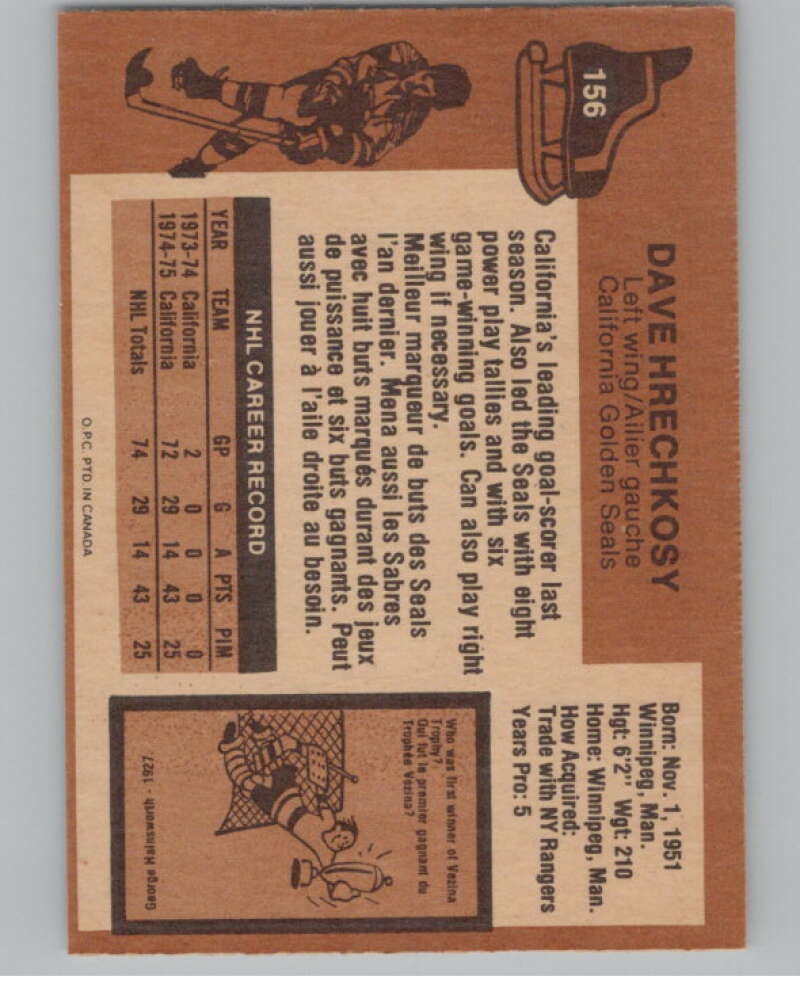 156
DAVE HRECHKOSY
Left wing/Ailier gauche
California Golden Seals
Born: Nov. 1, 1951
Winnipeg, Man.
Hgt: 6'2" Wgt: 210
Home: Winnipeg, Man.
How Acquired:
Trade with NY Rangers
Years Pro: 5
California's leading goal-scorer last
season. Also led the Seals with eight
power play tallies and with six
game-winning goals. Can also play right
wing if necessary.
Meilleur marqueur de buts des Seals
l'an dernier. Mena aussi les Sabres
avec huit buts marqués durant des jeux
de puissance et six buts gagnants. Peut
aussi jouer à l'aile droite au besoin.
NHL CAREER RECORD
YEAR TEAM GP G A PTS PIM
1973-74 California 2 0 0 0 0
1974-75 California 72 29 14 43 25
NHL Totals 74 29 14 43 25
Who was first winner of Vezina
Trophy?
Qui fut le premier gagnant du
Trophée Vezina?
George Hainsworth - 1927
O.P.C. PTD. IN CANADA